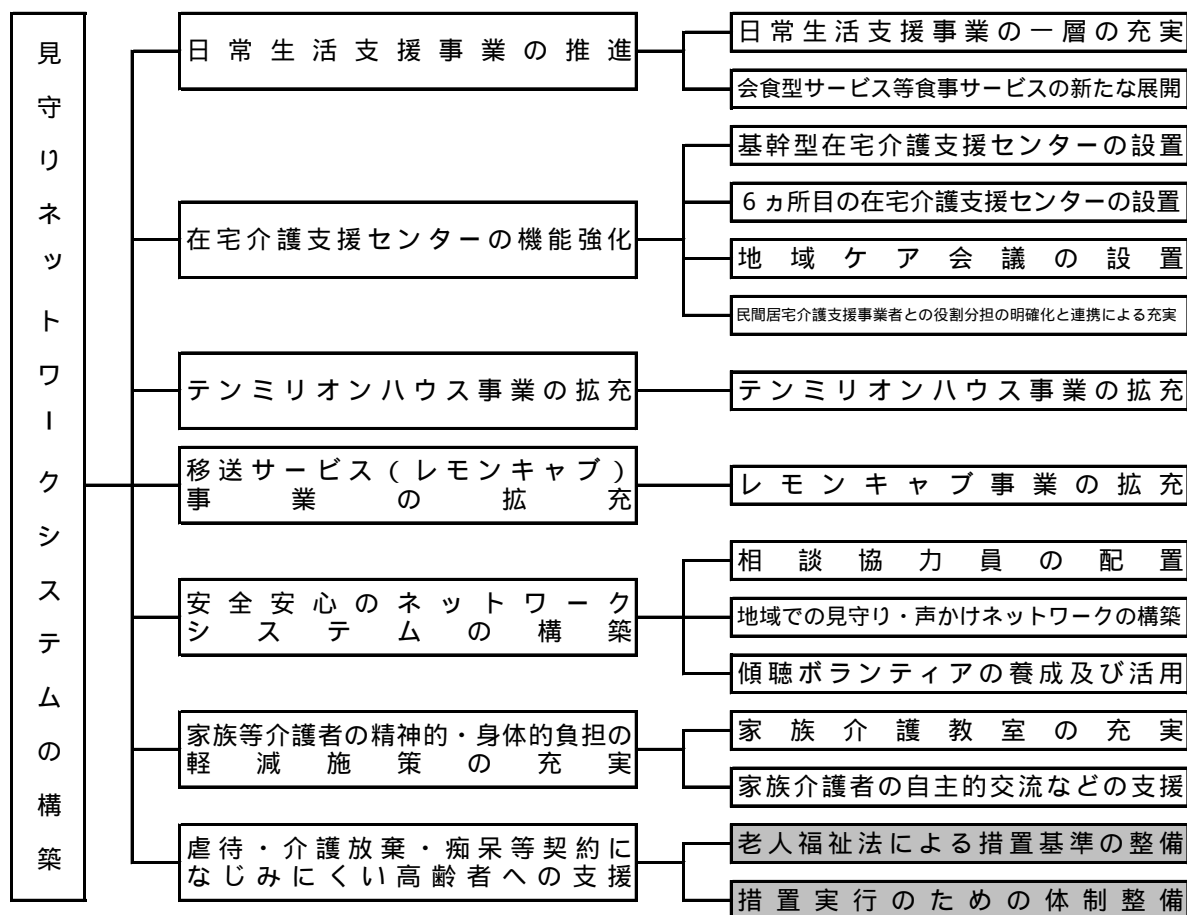 見守りネットワークシステムの構築
日常生活支援事業の推進
日常生活支援事業の一層の充実
会食型サービス等食事サービスの新たな展開
在宅介護支援センターの機能強化
基幹型在宅介護支援センターの設置
6ヵ所目の在宅介護支援センターの設置
地域ケア会議の設置
民間居宅介護支援事業者との役割分担の明確化と連携による充実
テンミリオンハウス事業の拡充
テンミリオンハウス事業の拡充
移送サービス(レモンキャブ)
事業の拡充
レモンキャブ事業の拡充
安全安心のネットワーク
システムの構築
相談協力員の配置
地域での見守り・声かけネットワークの構築
傾聴ボランティアの養成及び活用
家族等介護者の精神的・身体的負担の
軽減施策の充実
家族介護教室の充実
家族介護者の自主的交流などの支援
虐待・介護放棄・痴呆等契約に
なじみにくい高齢者への支援
老人福祉法による措置基準の整備
措置実行のための体制整備